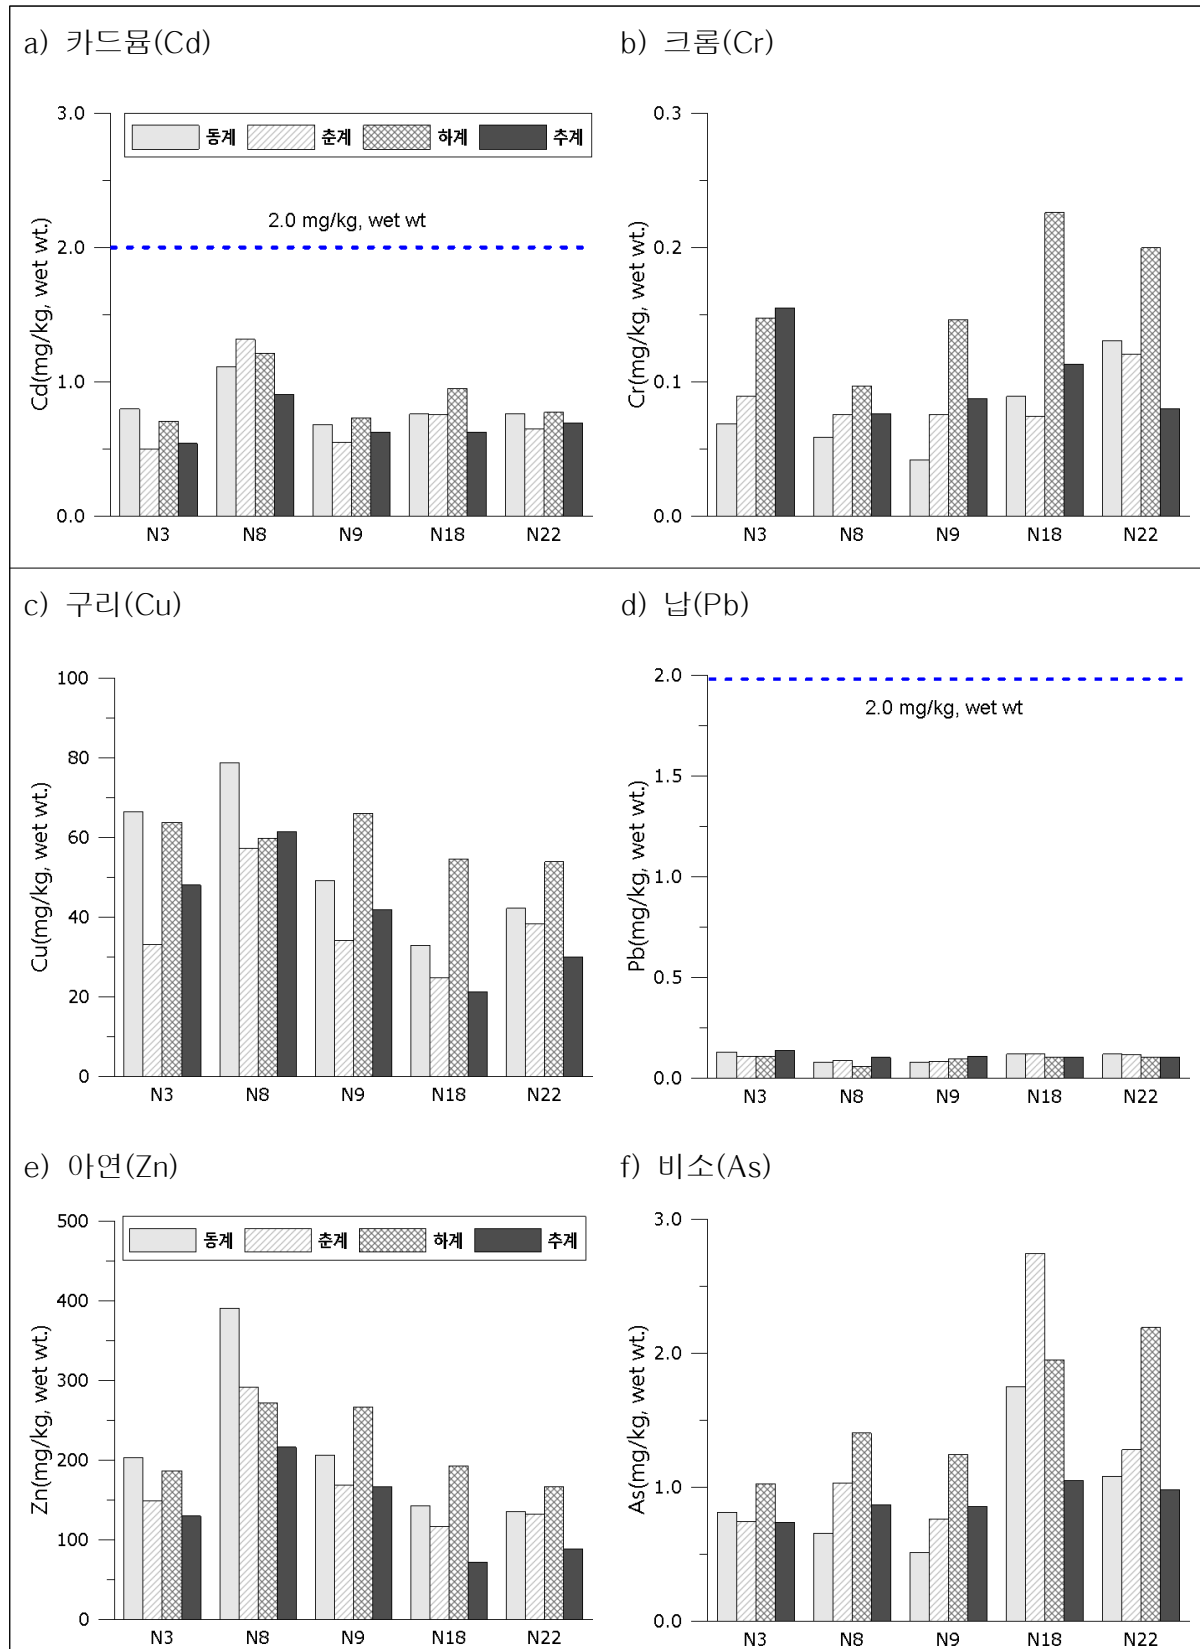 a) 카드뮴(Cd)
3.0
2.0
1.0
0.0
Cd(mg/kg, wet wt.)
동계 춘계 하계 추계
2.0 mg/kg, wet wt
N3 N8 N9 N18 N22
b) 크롬(Cr)
0.3
0.2
0.1
0.0
Cr(mg/kg, wet wt.)
N3 N8 N9 N18 N22
c) 구리(Cu)
100
80
60
40
20
0
Cu(mg/kg, wet wt.)
N3 N8 N9 N18 N22
d) 납(Pb)
2.0
1.5
1.0
0.5
0.0
Pb(mg/kg, wet wt.)
2.0 mg/kg, wet wt
N3 N8 N9 N18 N22
e) 아연(Zn)
500
400
300
200
100
0
Zn(mg/kg, wet wt.)
동계 춘계 하계 추계
N3 N8 N9 N18 N22
f) 비소(As)
3.0
2.0
1.0
0.0
As(mg/kg, wet wt.)
N3 N8 N9 N18 N22